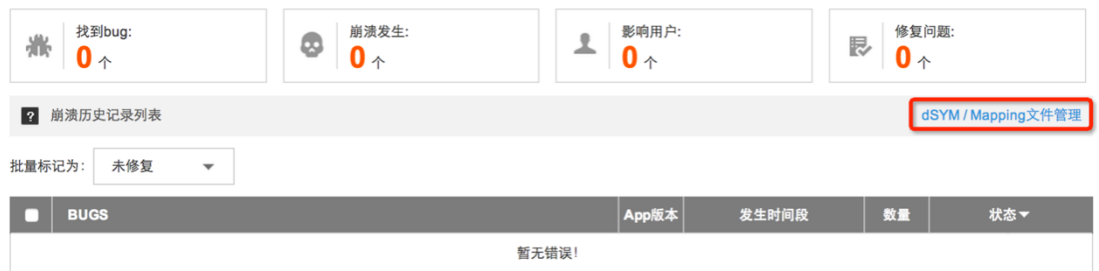 找到bug:
0 个
崩溃发生:
0 个
影响用户:
0 个
修复问题:
0 个
? 崩溃历史记录列表 dSYM / Mapping文件管理
批量标记为: 未修复
BUGS App版本 发生时间段 数量 状态
暂无错误!